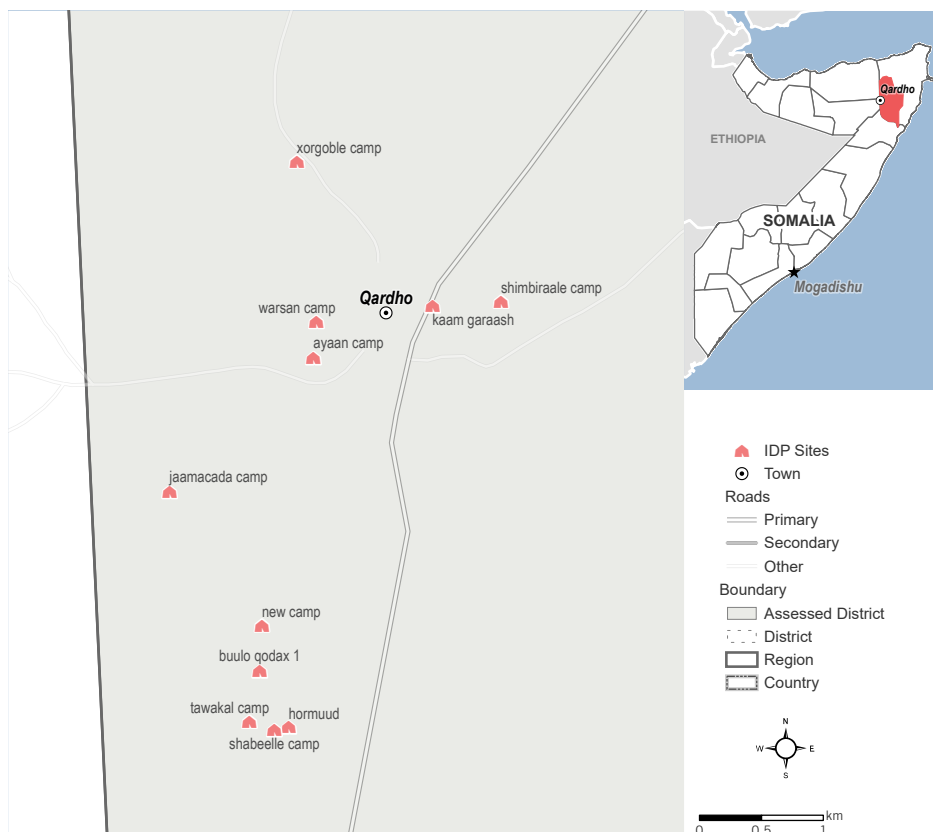 xorgoble camp
Qardho
shimbiraale camp
warsan camp
kaam garaash
ayaan camp
jaamacada camp
new camp
buulo qodax 1
tawakal camp
hormuud
shabeelle camp
Qardho
ETHIOPIA
SOMALIA
Mogadishu
IDP Sites
Town
Roads
Primary
Secondary
Other
Boundary
Assessed District
District
Region
Country
N
W E
S
km
0 0.5 1